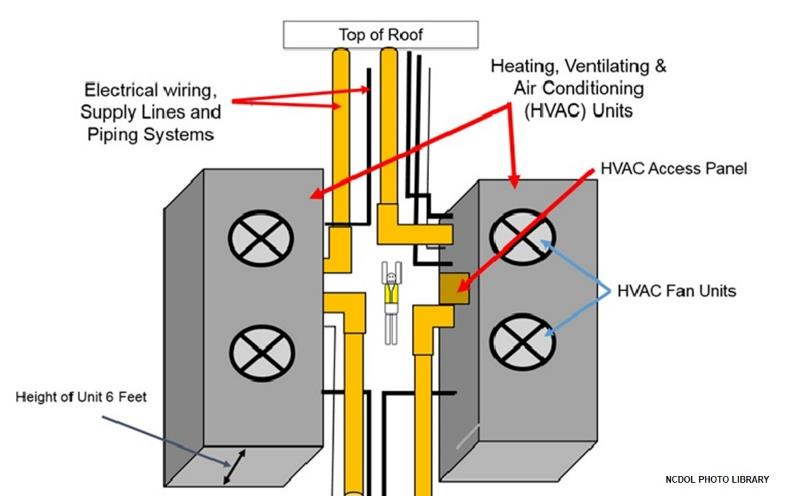 Top of Roof
Electrical wiring,
Supply Lines and
Piping Systems
Heating, Ventilating &
Air Conditioning
(HVAC) Units
HVAC Access Panel
HVAC Fan Units
Height of Unit 6 Feet
NCDOL PHOTO LIBRARY